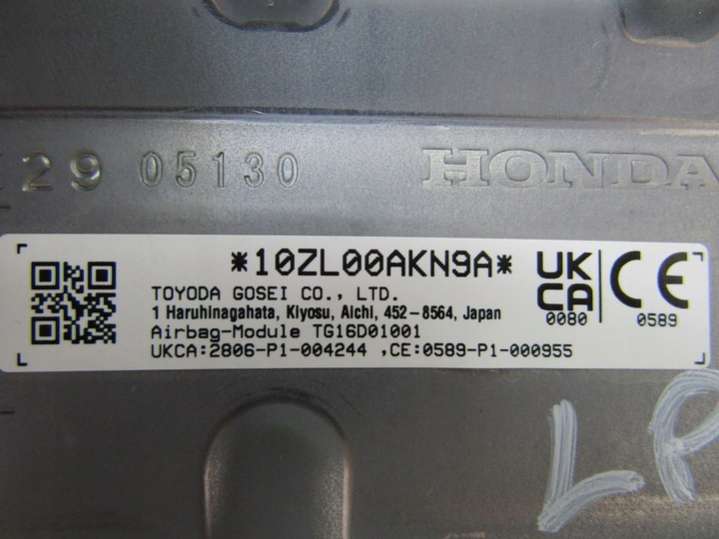 29 05130 HONDA
*10ZL00AKN9A*
TOYODA GOSEI CO., LTD.
1 Haruhinagahata, Kiyosu, Aichi, 452-8564, Japan
Airbag-Module TG16D01001
UKCA:2806-P1-004244 ,CE:0589-P1-000955
UK
CA
0080
CE
0589
LP